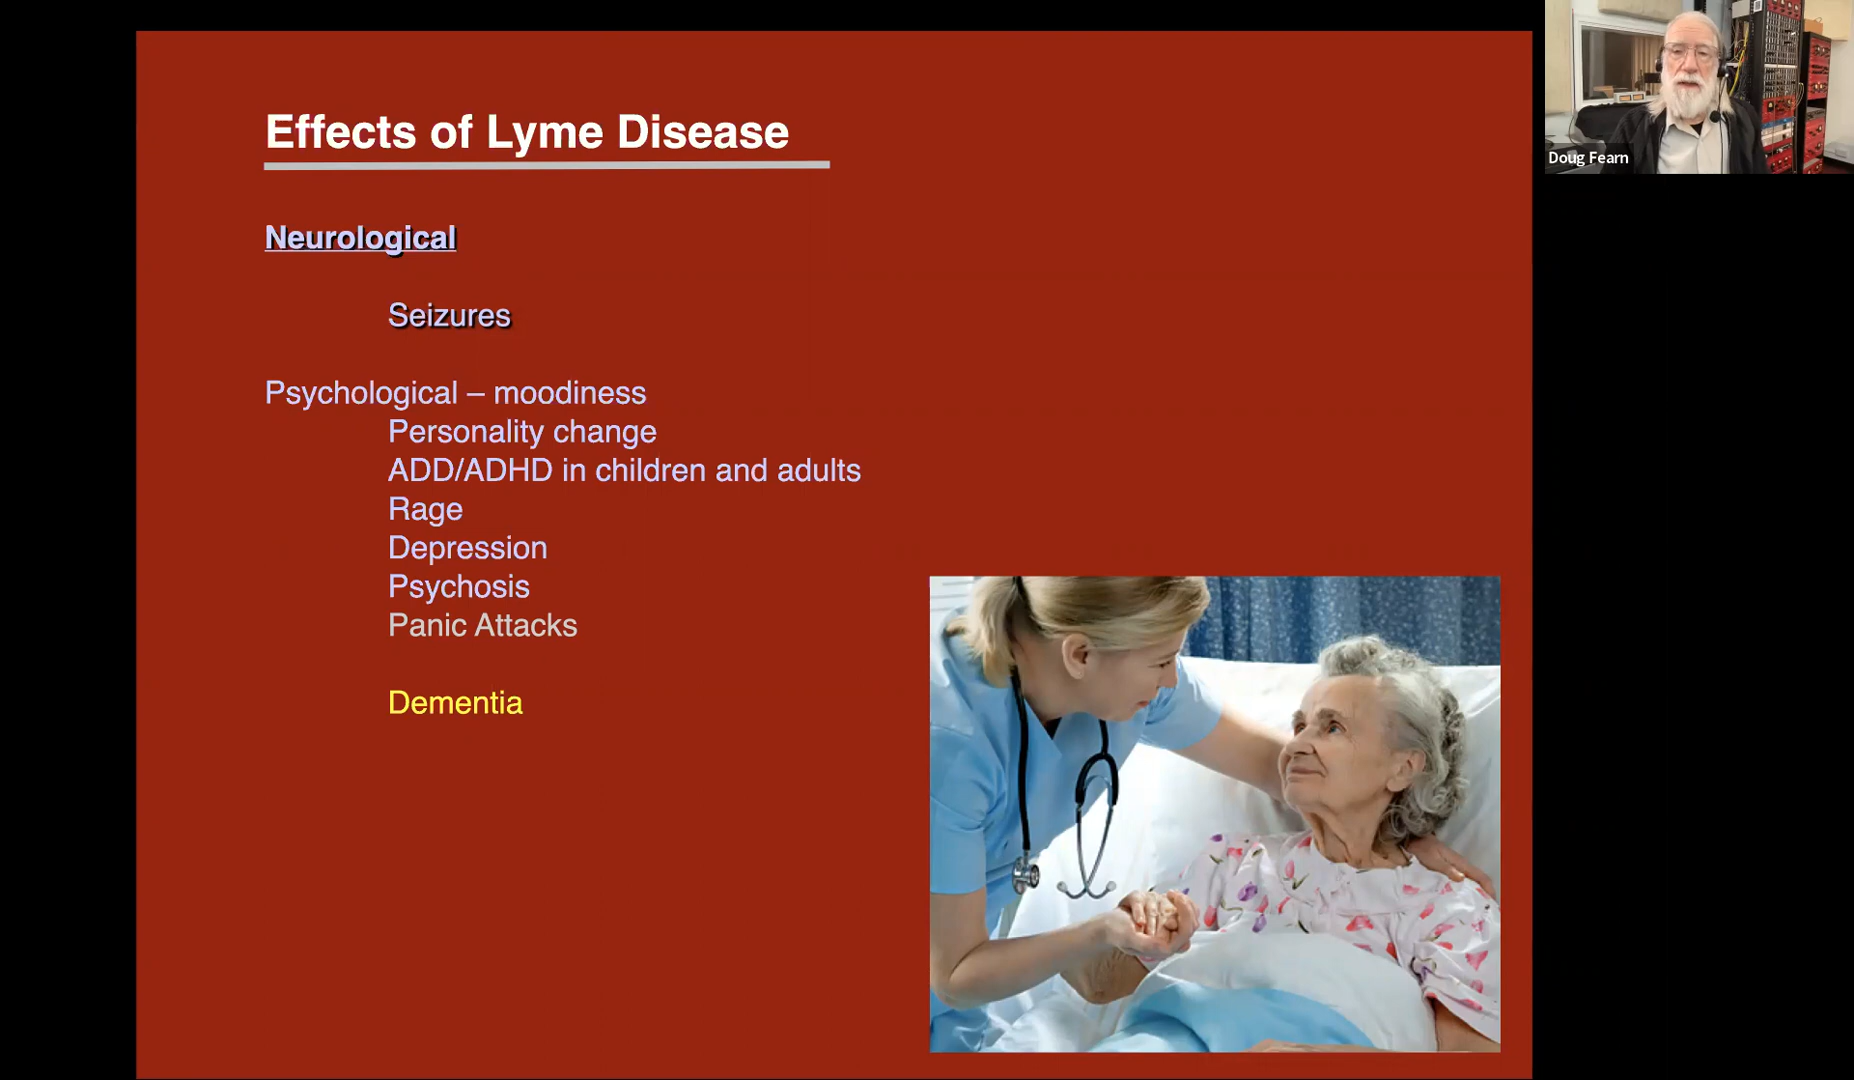 Effects of Lyme Disease
Neurological
Seizures
Psychological – moodiness
Personality change
ADD/ADHD in children and adults
Rage
Depression
Psychosis
Panic Attacks
Dementia
Doug Fearn